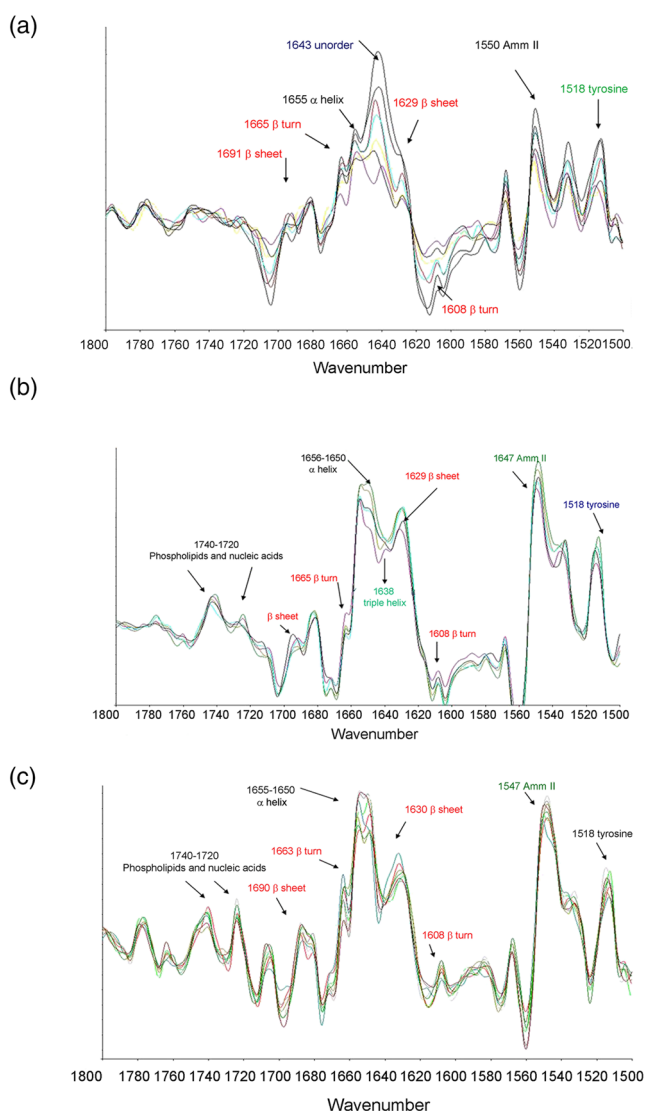 (a)
1643 unorder
1550 Amm II
1655 α helix
1629 β sheet
1518 tyrosine
1665 β turn
1691 β sheet
1608 β turn
1800 1780 1760 1740 1720 1700 1680 1660 1640 1620 1600 1580 1560 1540 1520 1500
Wavenumber
(b)
1656-1650
α helix
1647 Amm II
1629 β sheet
1518 tyrosine
1740-1720
Phospholipids and nucleic acids
1665 β turn
1638
triple helix
β sheet
1608 β turn
1800 1780 1760 1740 1720 1700 1680 1660 1640 1620 1600 1580 1560 1540 1520 1500
Wavenumber
(c)
1655-1650
α helix
1547 Amm II
1630 β sheet
1518 tyrosine
1740-1720
Phospholipids and nucleic acids
1663 β turn
1690 β sheet
1608 β turn
1800 1780 1760 1740 1720 1700 1680 1660 1640 1620 1600 1580 1560 1540 1520 1500
Wavenumber